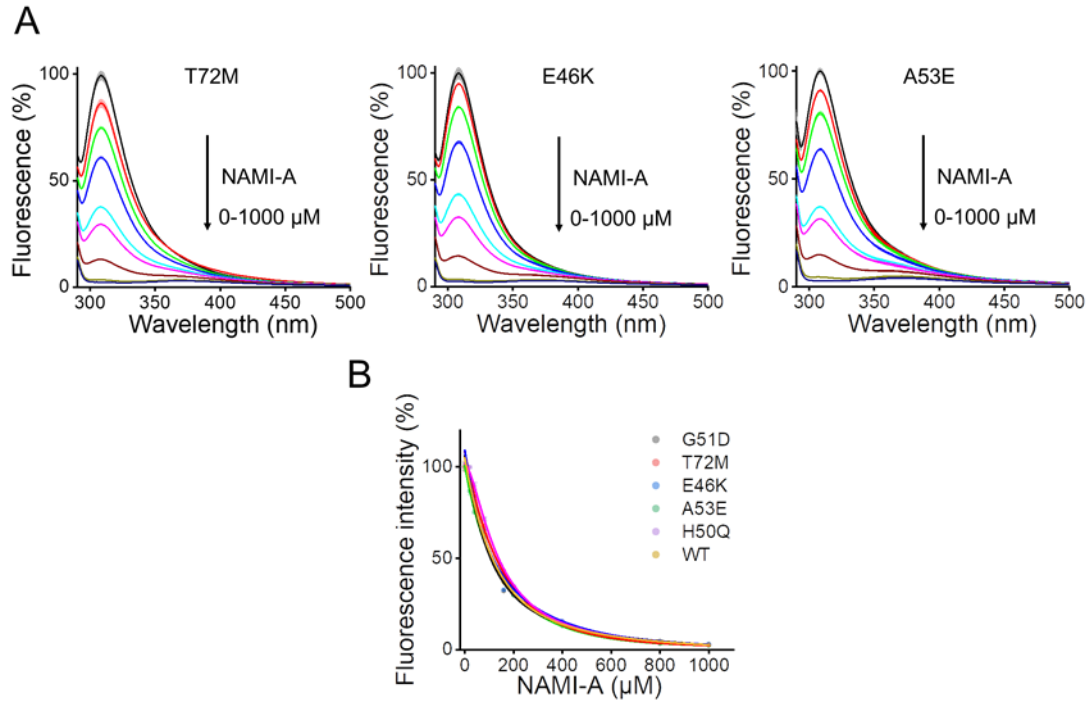 A
T72M
NAMI-A
0-1000 µM
Fluorescence (%)
100
50
0
300
350
400
450
500
Wavelength (nm)
E46K
NAMI-A
0-1000 µM
Fluorescence (%)
100
50
0
300
350
400
450
500
Wavelength (nm)
A53E
NAMI-A
0-1000 µM
Fluorescence (%)
100
50
0
300
350
400
450
500
Wavelength (nm)
B
Fluorescence intensity (%)
100
50
0
0
200
400
600
800
1000
NAMI-A (µM)
G51D
T72M
E46K
A53E
H50Q
WT